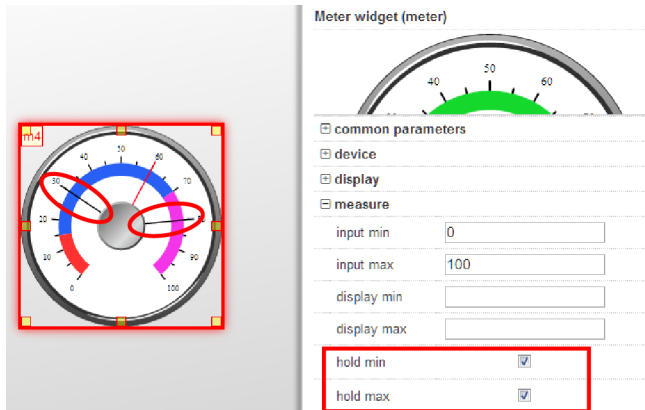 Meter widget (meter)
40
50
60
common parameters
device
display
measure
input min 0
input max 100
display min
display max
hold min
hold max
m4
0
10
20
30
40
50
60
70
80
90
100